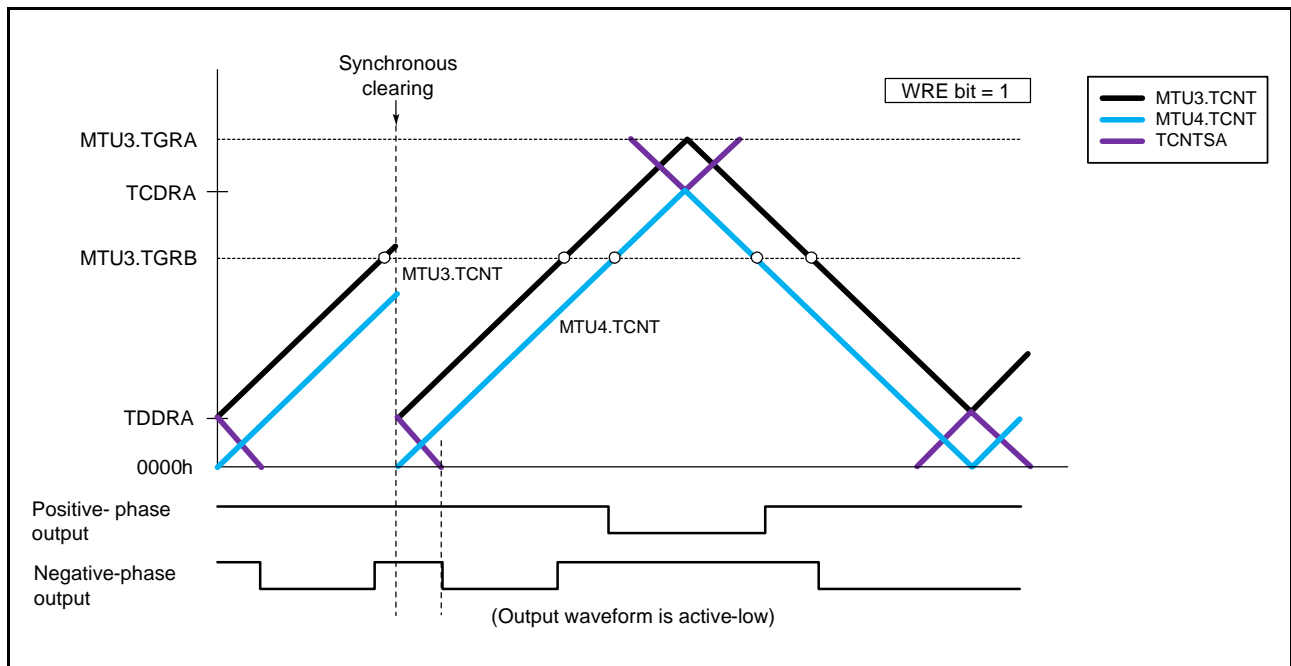 Synchronous
clearing
WRE bit = 1
MTU3.TCNT
MTU4.TCNT
TCNTSA
MTU3.TGRA
TCDRA
MTU3.TGRB
MTU3.TCNT
MTU4.TCNT
TDDRA
0000h
Positive- phase
output
Negative-phase
output
(Output waveform is active-low)